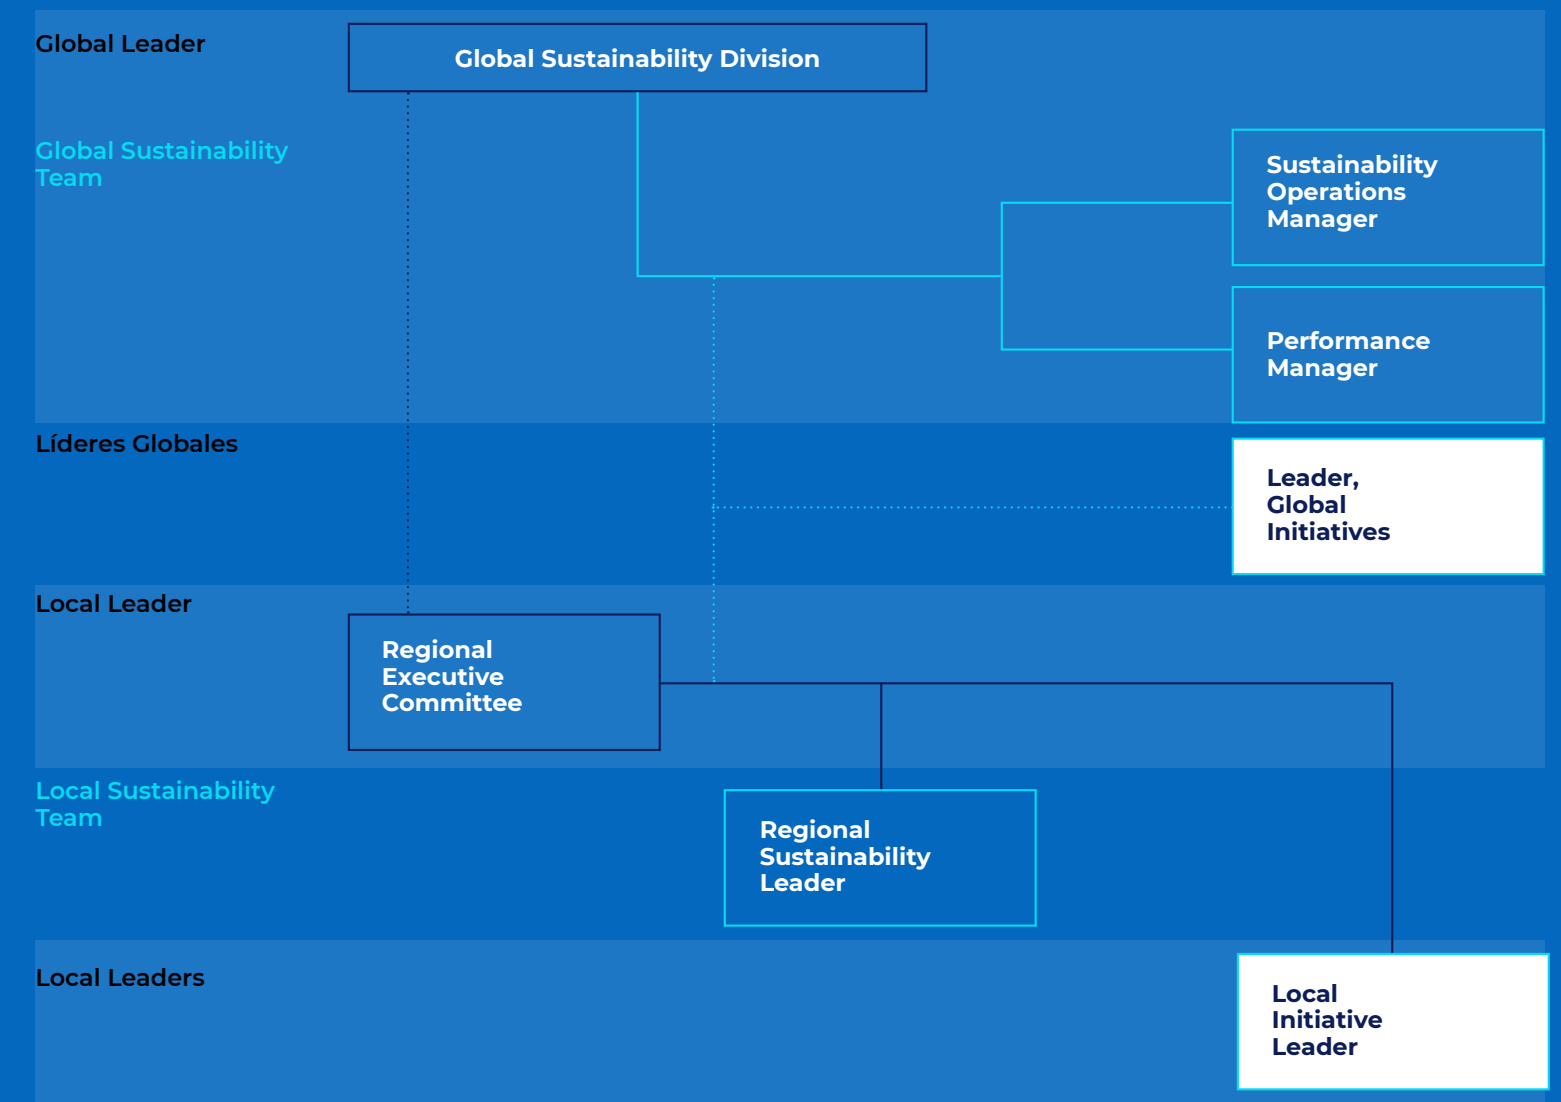 Global Leader
Global Sustainability Division
Global Sustainability
Team
Sustainability
Operations
Manager
Performance
Manager
Líderes Globales
Leader,
Global
Initiatives
Local Leader
Regional
Executive
Committee
Local Sustainability
Team
Regional
Sustainability
Leader
Local Leaders
Local
Initiative
Leader